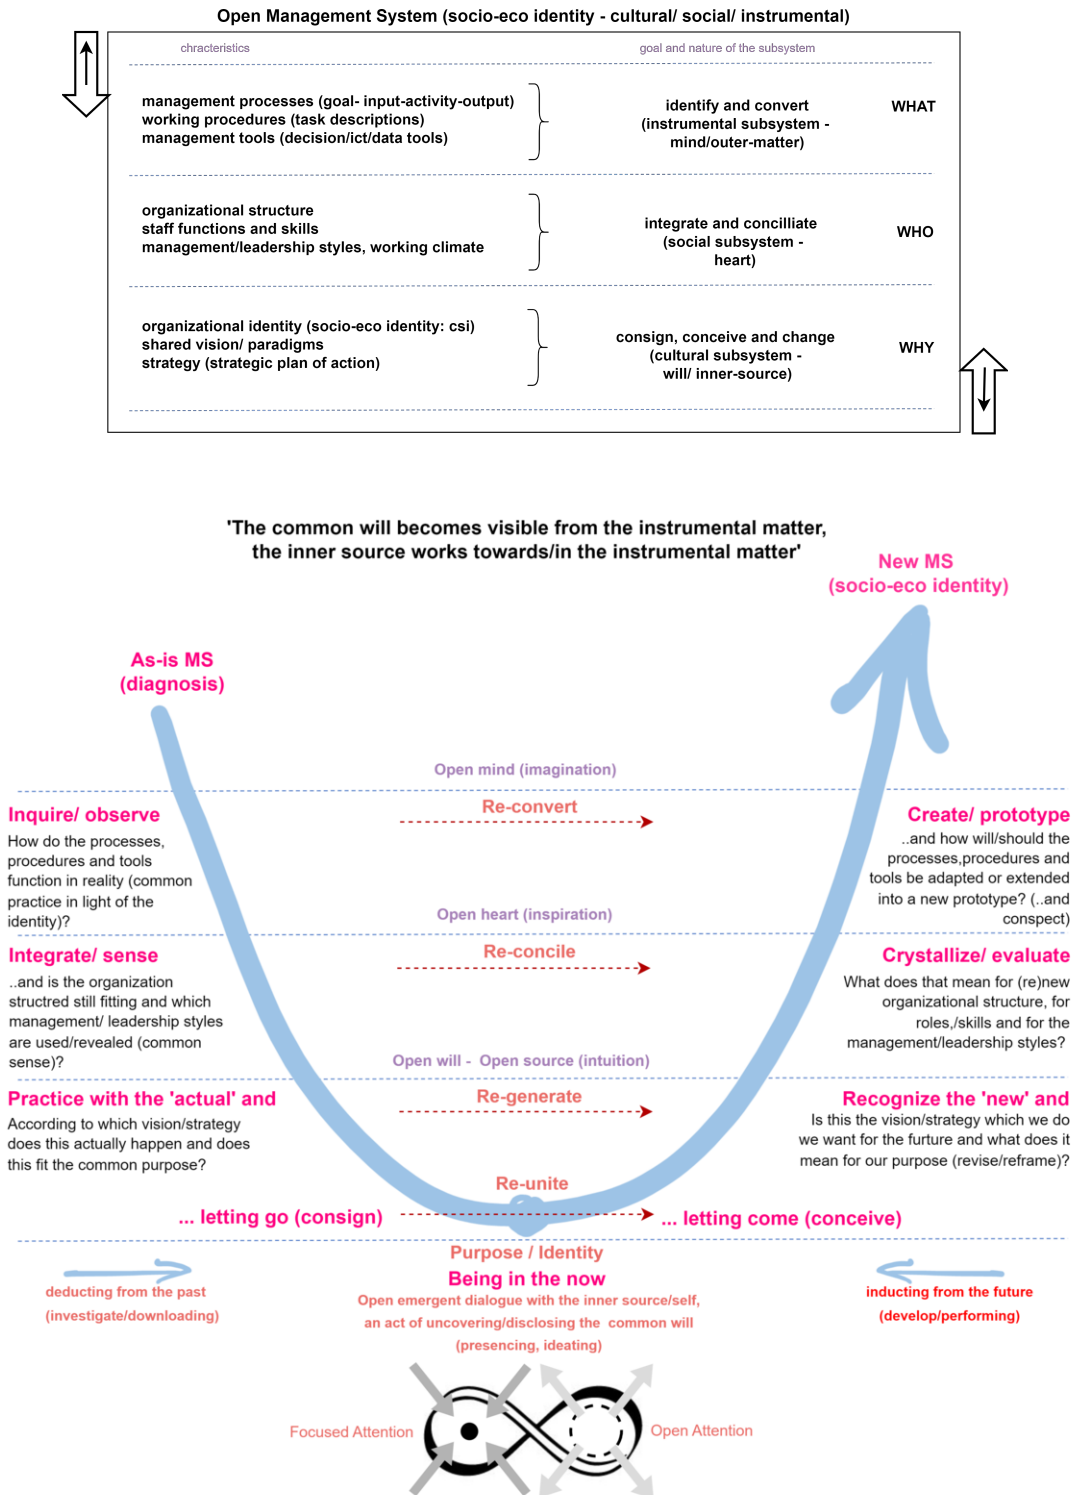 Open Management System (socio-eco identity - cultural/ social/ instrumental)
chracteristics
goal and nature of the subsystem
management processes (goal- input-activity-output)
working procedures (task descriptions)
management tools (decision/ict/data tools)
identify and convert
(instrumental subsystem -
mind/outer-matter)
WHAT
organizational structure
staff functions and skills
management/leadership styles, working climate
integrate and concilliate
(social subsystem -
heart)
WHO
organizational identity (socio-eco identity: csi)
shared vision/ paradigms
strategy (strategic plan of action)
consign, conceive and change
(cultural subsystem -
will/ inner-source)
WHY
'The common will becomes visible from the instrumental matter,
the inner source works towards/in the instrumental matter'
New MS
(socio-eco identity)
As-is MS
(diagnosis)
Open mind (imagination)
Re-convert
Inquire/ observe
How do the processes,
procedures and tools
function in reality (common
practice in light of the
identity)?
Create/ prototype
..and how will/should the
processes,procedures and
tools be adapted or extended
into a new prototype? (..and
conspect)
Open heart (inspiration)
Re-concile
Integrate/ sense
..and is the organization
structred still fitting and which
management/ leadership styles
are used/revealed (common
sense)?
Crystallize/ evaluate
What does that mean for (re)new
organizational structure, for
roles,/skills and for the
management/leadership styles?
Open will - Open source (intuition)
Re-generate
Practice with the 'actual' and
According to which vision/strategy
does this actually happen and does
this fit the common purpose?
Recognize the 'new' and
Is this the vision/strategy which we do
we want for the furture and what does it
mean for our purpose (revise/reframe)?
Re-unite
... letting go (consign)
... letting come (conceive)
Purpose / Identity
Being in the now
Open emergent dialogue with the inner source/self,
an act of uncovering/disclosing the common will
(presencing, ideating)
deducting from the past
(investigate/downloading)
inducting from the future
(develop/performing)
Focused Attention
Open Attention